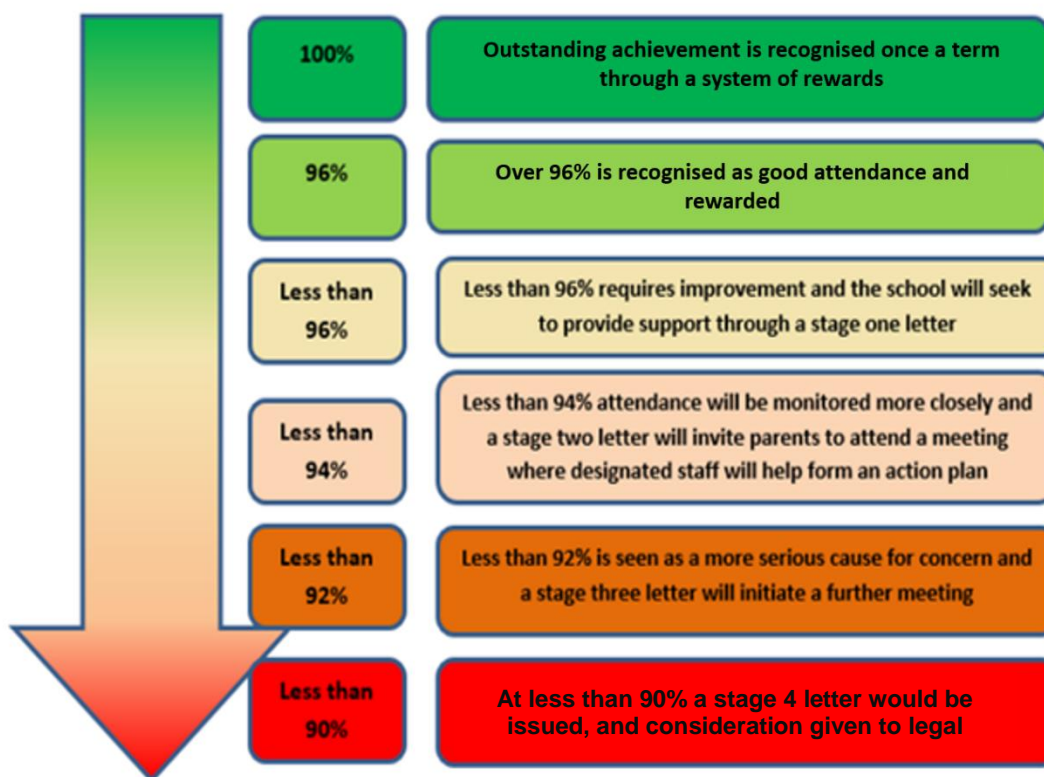 100%
Outstanding achievement is recognised once a term
through a system of rewards
96%
Over 96% is recognised as good attendance and
rewarded
Less than
96%
Less than 96% requires improvement and the school will seek
to provide support through a stage one letter
Less than
94%
Less than 94% attendance will be monitored more closely and
a stage two letter will invite parents to attend a meeting
where designated staff will help form an action plan
Less than
92%
Less than 92% is seen as a more serious cause for concern and
a stage three letter will initiate a further meeting
Less than
90%
At less than 90% a stage 4 letter would be
issued, and consideration given to legal